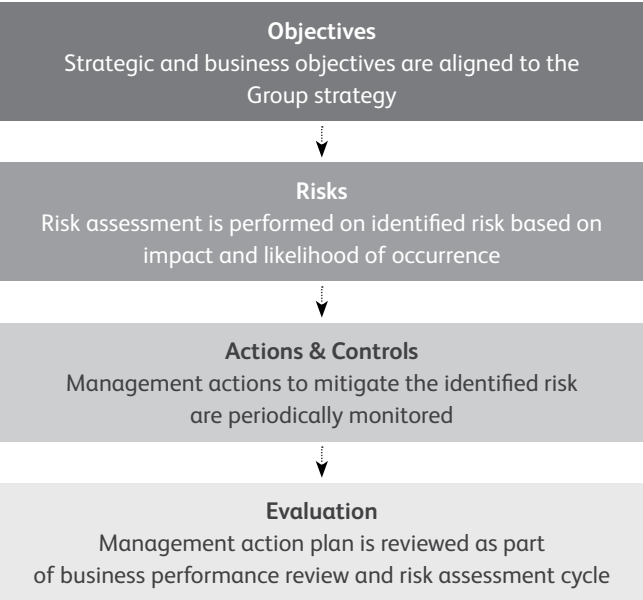 Objectives
Strategic and business objectives are aligned to the
Group strategy
Risks
Risk assessment is performed on identified risk based on
impact and likelihood of occurrence
Actions & Controls
Management actions to mitigate the identified risk
are periodically monitored
Evaluation
Management action plan is reviewed as part
of business performance review and risk assessment cycle